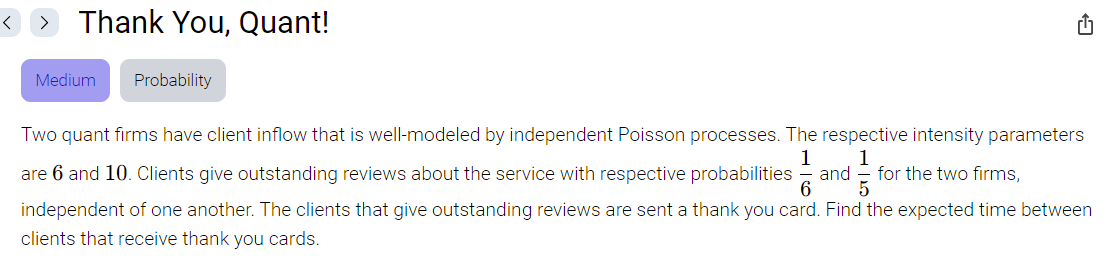 Thank You, Quant!
Medium Probability
Two quant firms have client inflow that is well-modeled by independent Poisson processes. The respective intensity parameters
are 6 and 10. Clients give outstanding reviews about the service with respective probabilities 1/6 and 1/5 for the two firms,
independent of one another. The clients that give outstanding reviews are sent a thank you card. Find the expected time between
clients that receive thank you cards.